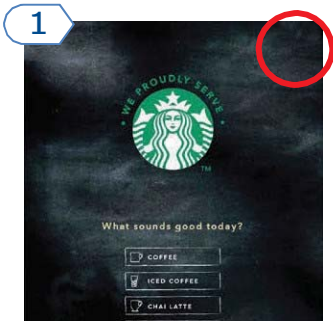 1
WE PROUDLY SERVE
TM
What sounds good today?
COFFEE
ICED COFFEE
CHAI LATTE